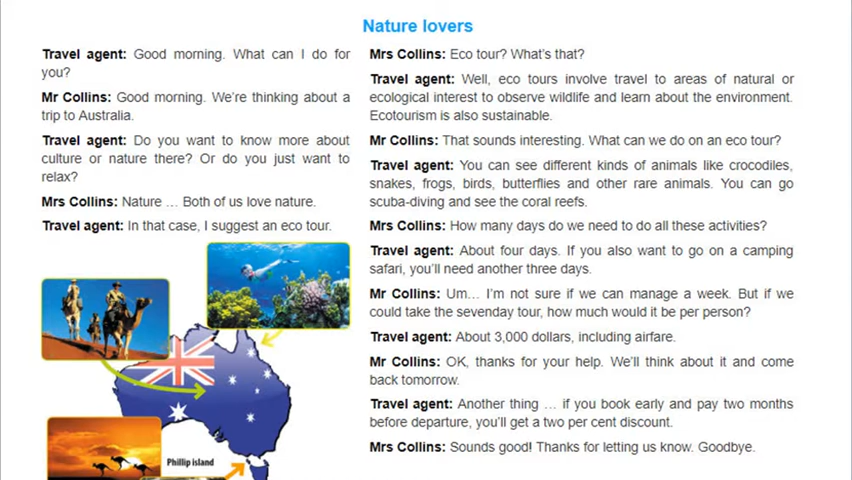 Nature lovers
Travel agent: Good morning. What can I do for
you?
Mr Collins: Good morning. We're thinking about a
trip to Australia.
Travel agent: Do you want to know more about
culture or nature there? Or do you just want to
relax?
Mrs Collins: Nature … Both of us love nature.
Travel agent: In that case, I suggest an eco tour.
Phillip island
Mrs Collins: Eco tour? What's that?
Travel agent: Well, eco tours involve travel to areas of natural or
ecological interest to observe wildlife and learn about the environment.
Ecotourism is also sustainable.
Mr Collins: That sounds interesting. What can we do on an eco tour?
Travel agent: You can see different kinds of animals like crocodiles,
snakes, frogs, birds, butterflies and other rare animals. You can go
scuba-diving and see the coral reefs.
Mrs Collins: How many days do we need to do all these activities?
Travel agent: About four days. If you also want to go on a camping
safari, you'll need another three days.
Mr Collins: Um... I'm not sure if we can manage a week. But if we
could take the sevenday tour, how much would it be per person?
Travel agent: About 3,000 dollars, including airfare.
Mr Collins: OK, thanks for your help. We'll think about it and come
back tomorrow.
Travel agent: Another thing … if you book early and pay two months
before departure, you'll get a two per cent discount.
Mrs Collins: Sounds good! Thanks for letting us know. Goodbye.